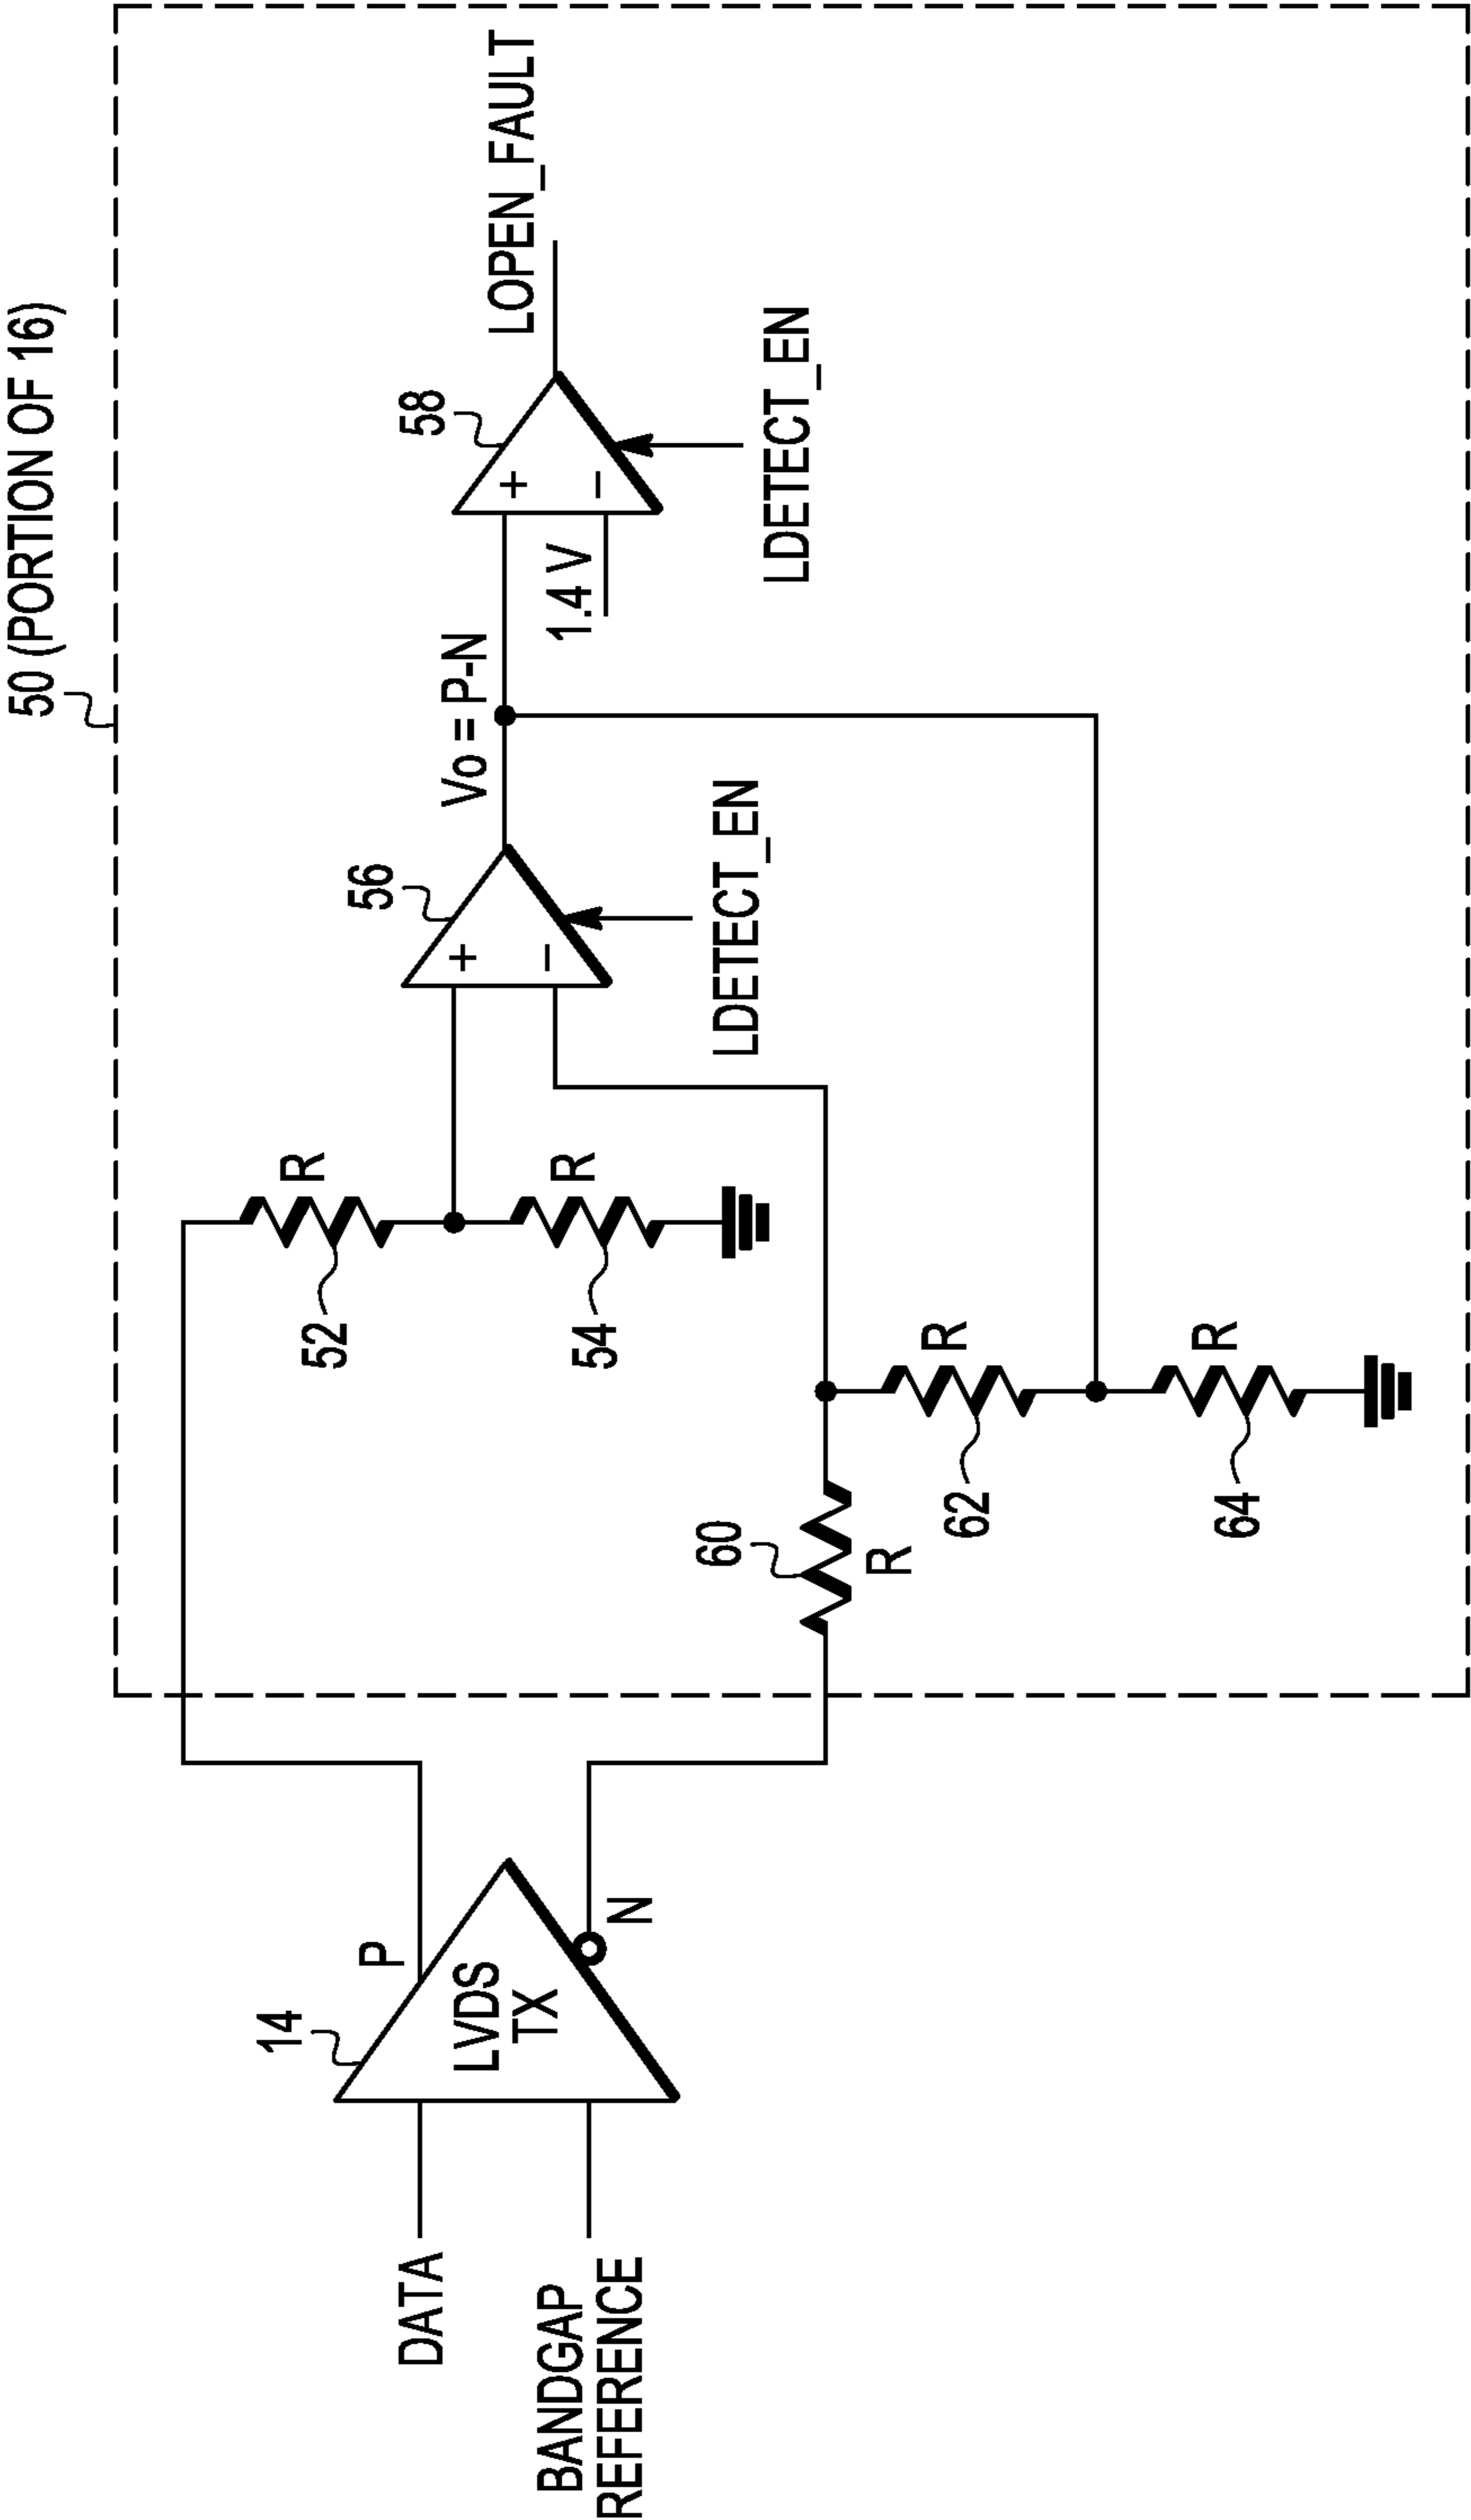 50 (PORTION OF 16)
14
P
LVDS
TX
N
DATA
BANDGAP
REFERENCE
52
R
54
R
60
R
62
R
64
R
56
+
−
LDETECT_EN
Vo = P-N
1.4 V
58
+
−
LDETECT_EN
LOPEN_FAULT